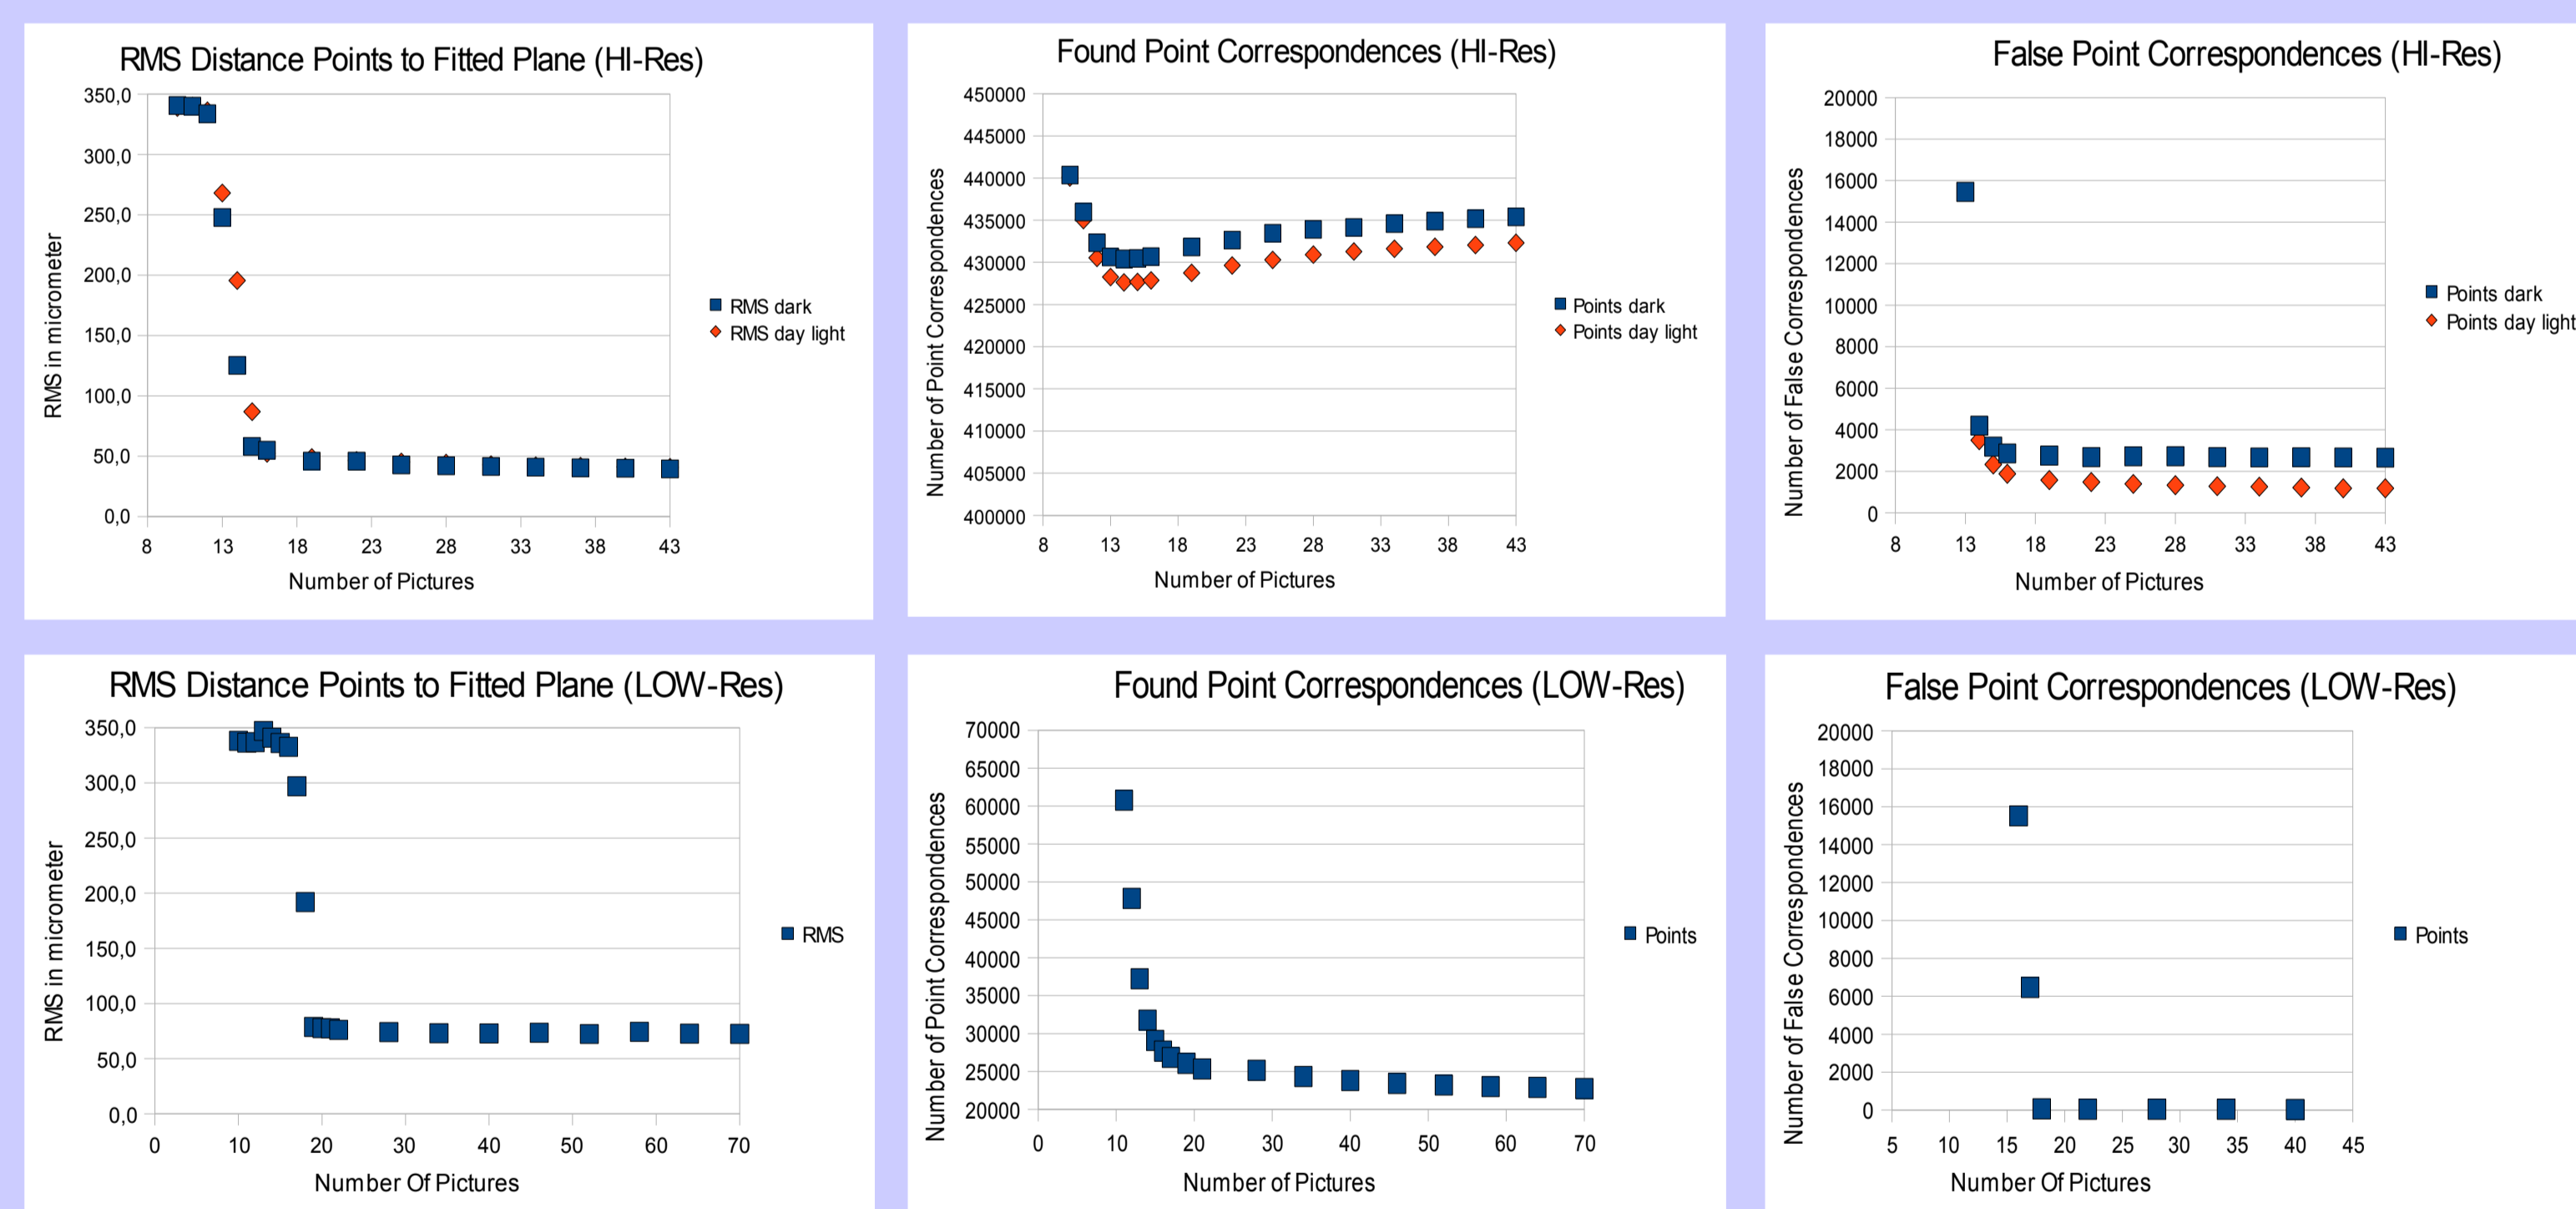 RMS Distance Points to Fitted Plane (HI-Res)
350,0
300,0
250,0
200,0
150,0
100,0
50,0
0,0
8 13 18 23 28 33 38 43
RMS in micrometer
Number of Pictures
RMS dark
RMS day light
Found Point Correspondences (HI-Res)
450000
445000
440000
435000
430000
425000
420000
415000
410000
405000
400000
8 13 18 23 28 33 38 43
Number of Point Correspondences
Number of Pictures
Points dark
Points day light
False Point Correspondences (HI-Res)
20000
18000
16000
14000
12000
10000
8000
6000
4000
2000
0
8 13 18 23 28 33 38 43
Number of False Correspondences
Number of Pictures
Points dark
Points day light
RMS Distance Points to Fitted Plane (LOW-Res)
350,0
300,0
250,0
200,0
150,0
100,0
50,0
0,0
0 10 20 30 40 50 60 70
RMS in micrometer
Number Of Pictures
RMS
Found Point Correspondences (LOW-Res)
70000
65000
60000
55000
50000
45000
40000
35000
30000
25000
20000
0 10 20 30 40 50 60 70
Number of Point Correspondences
Number of Pictures
Points
False Point Correspondences (LOW-Res)
20000
18000
16000
14000
12000
10000
8000
6000
4000
2000
0
5 10 15 20 25 30 35 40 45
Number of False Correspondences
Number Of Pictures
Points